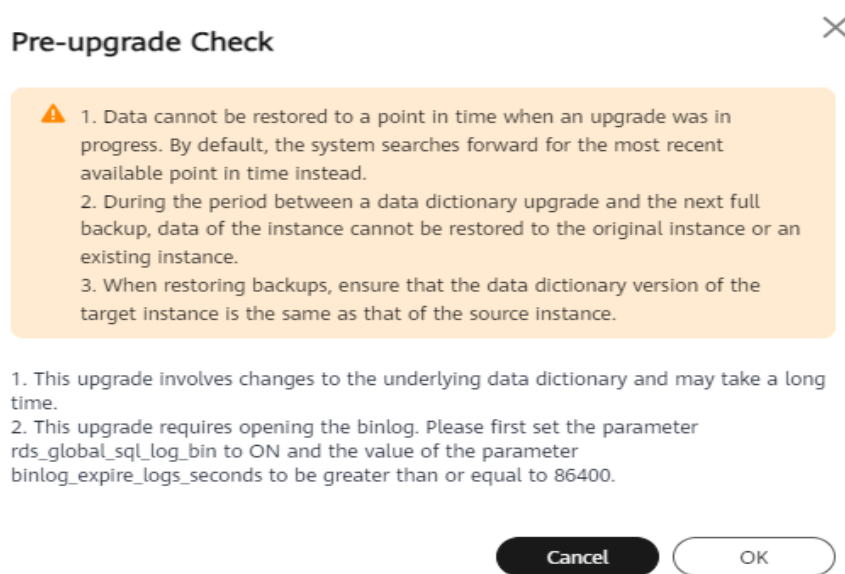 Pre-upgrade Check
1. Data cannot be restored to a point in time when an upgrade was in
progress. By default, the system searches forward for the most recent
available point in time instead.
2. During the period between a data dictionary upgrade and the next full
backup, data of the instance cannot be restored to the original instance or an
existing instance.
3. When restoring backups, ensure that the data dictionary version of the
target instance is the same as that of the source instance.
1. This upgrade involves changes to the underlying data dictionary and may take a long
time.
2. This upgrade requires opening the binlog. Please first set the parameter
rds_global_sql_log_bin to ON and the value of the parameter
binlog_expire_logs_seconds to be greater than or equal to 86400.
Cancel
OK